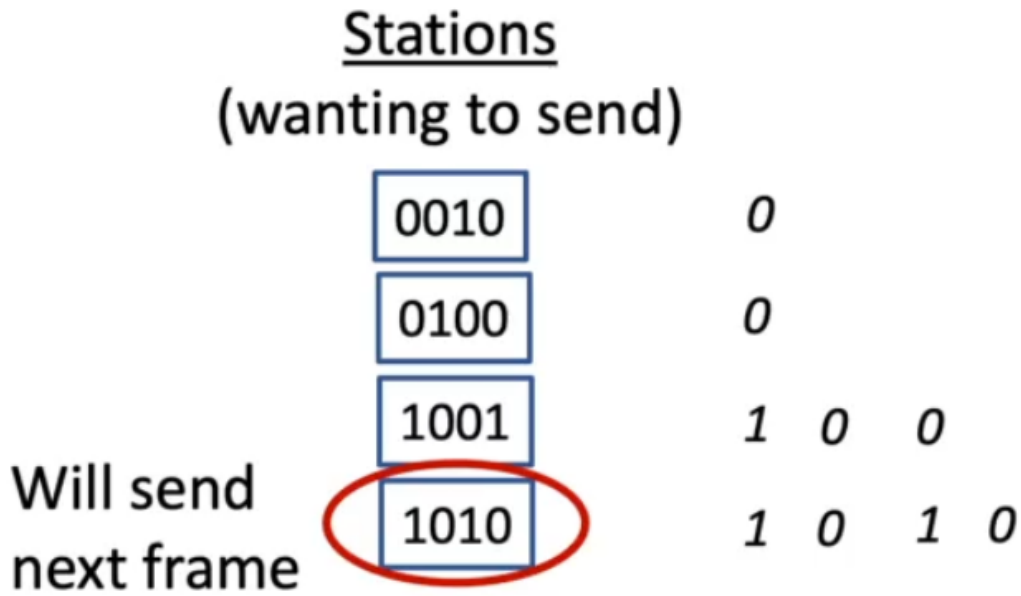 Stations
(wanting to send)
0010 0
0100 0
1001 1 0 0
Will send
1010 1 0 1 0
next frame